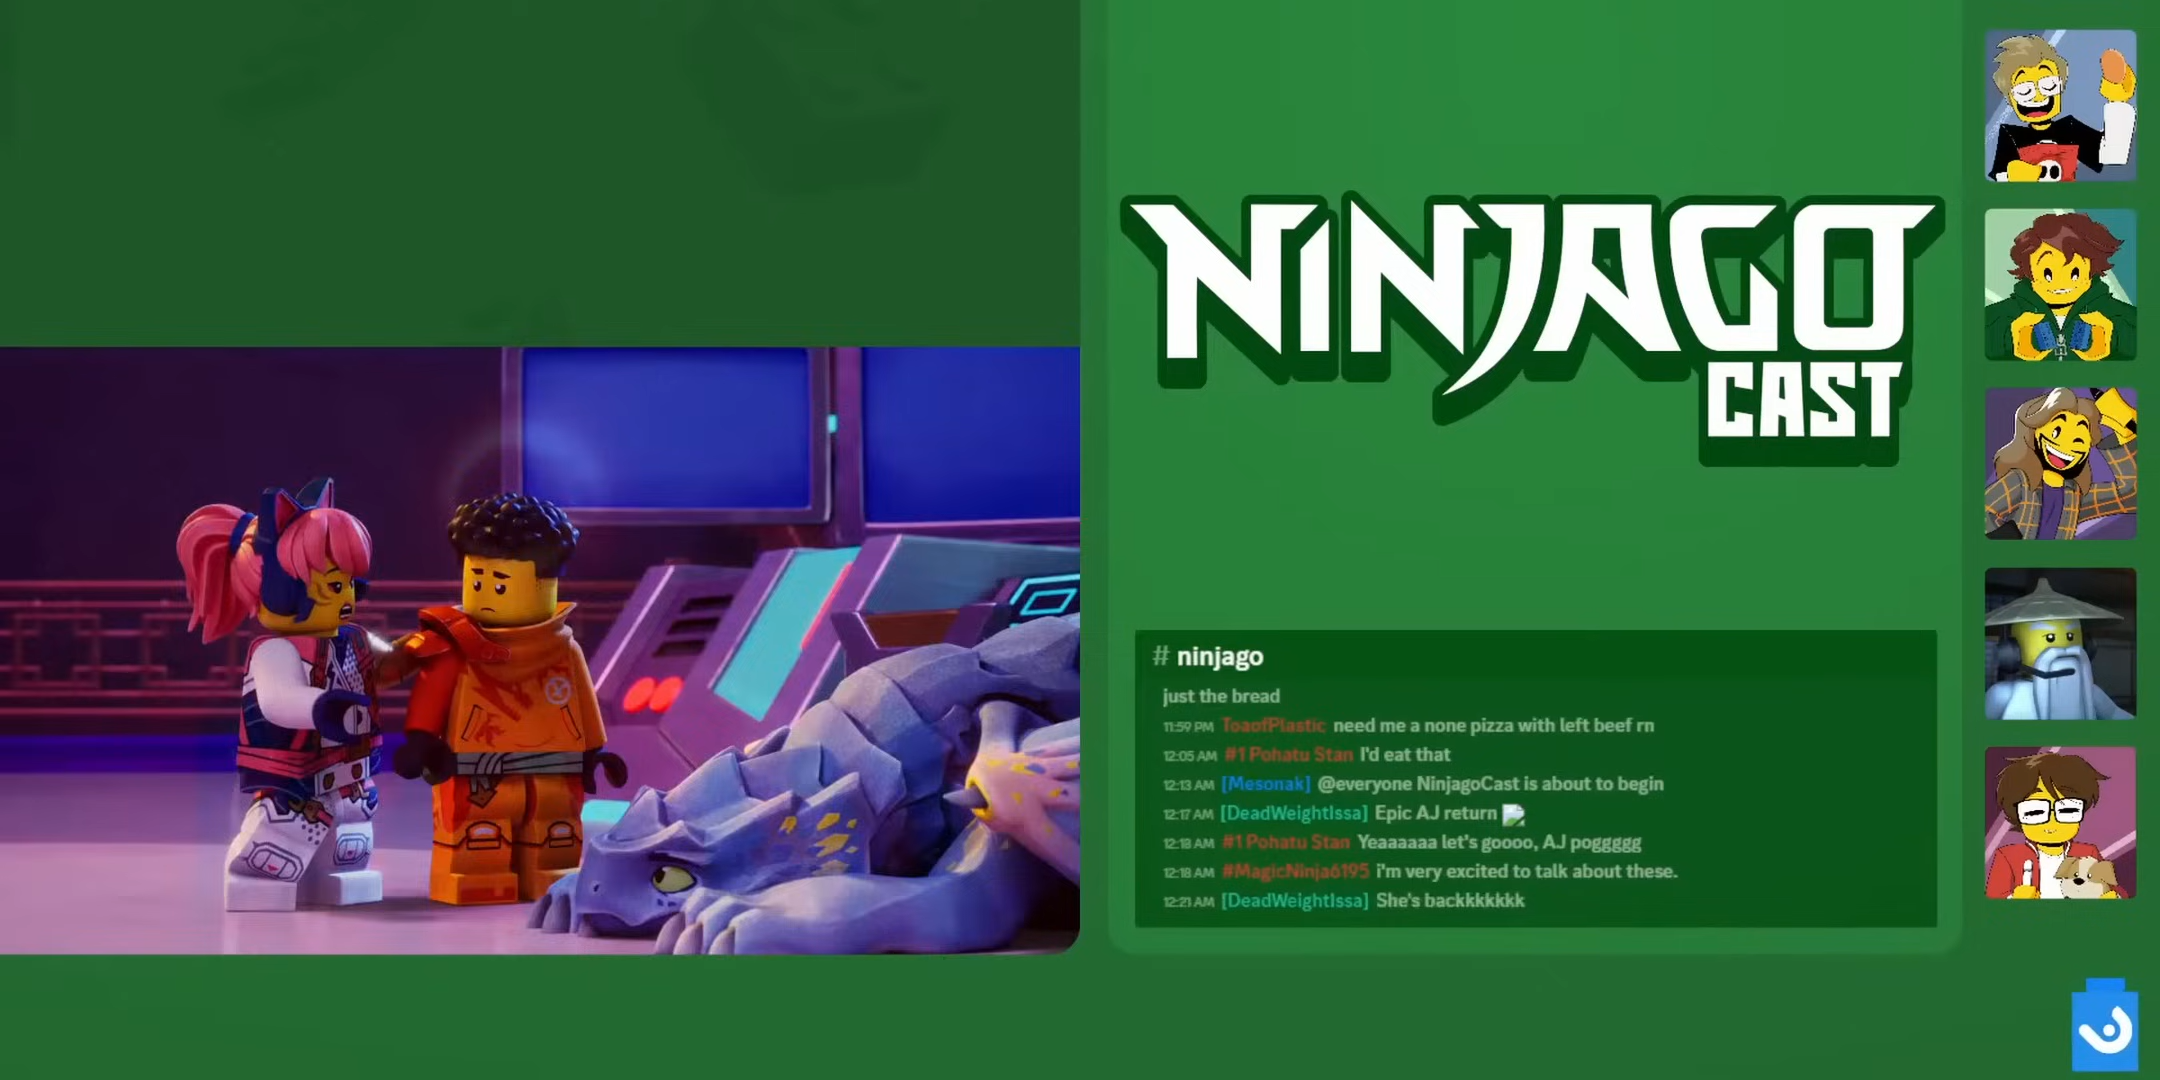 NINJAGO
CAST
# ninjago
just the bread
11:59 PM ToaofPlastic need me a none pizza with left beef rn
12:05 AM #1 Pohatu Stan I'd eat that
12:13 AM [Mesonak] @everyone NinjagoCast is about to begin
12:17 AM [DeadWeightIssa] Epic AJ return
12:18 AM #1 Pohatu Stan Yeaaaaaa let's goooo, AJ poggggg
12:18 AM #MagicNinja6195 i'm very excited to talk about these.
12:21 AM [DeadWeightIssa] She's backkkkkkk